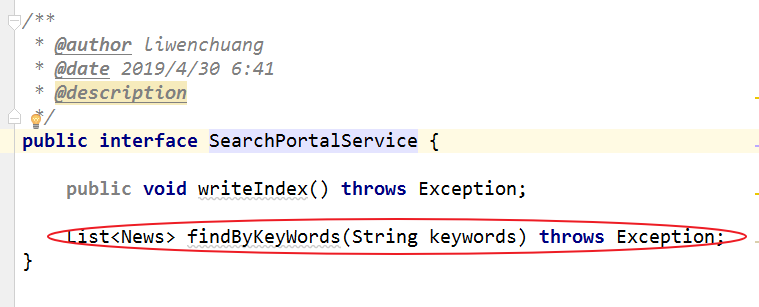 /**
* @author liwenchuang
* @date 2019/4/30 6:41
* @description
*/
public interface SearchPortalService {
public void writeIndex() throws Exception;
List<News> findByKeyWords(String keywords) throws Exception;
}